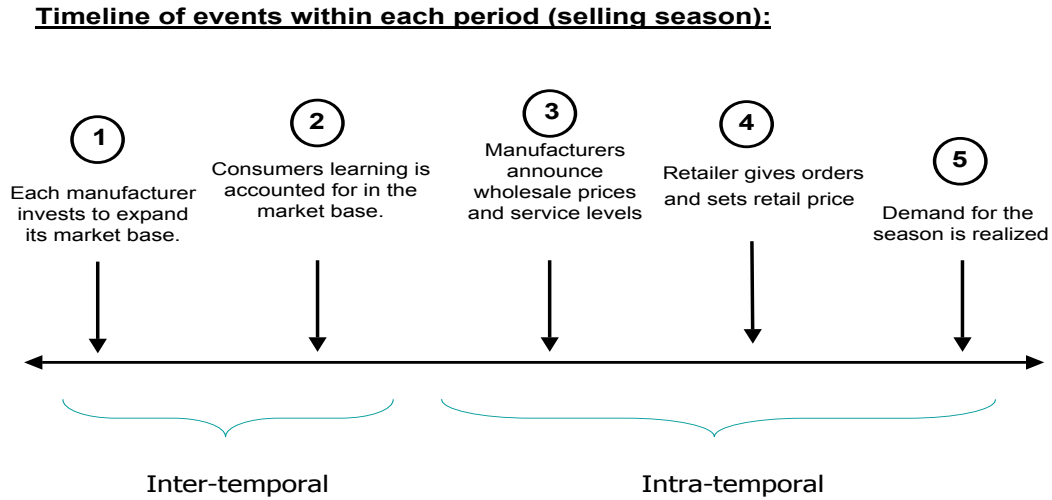 Timeline of events within each period (selling season):
1
Each manufacturer
invests to expand
its market base.
2
Consumers learning is
accounted for in the
market base.
3
Manufacturers
announce
wholesale prices
and service levels
4
Retailer gives orders
and sets retail price
5
Demand for the
season is realized
Inter-temporal
Intra-temporal